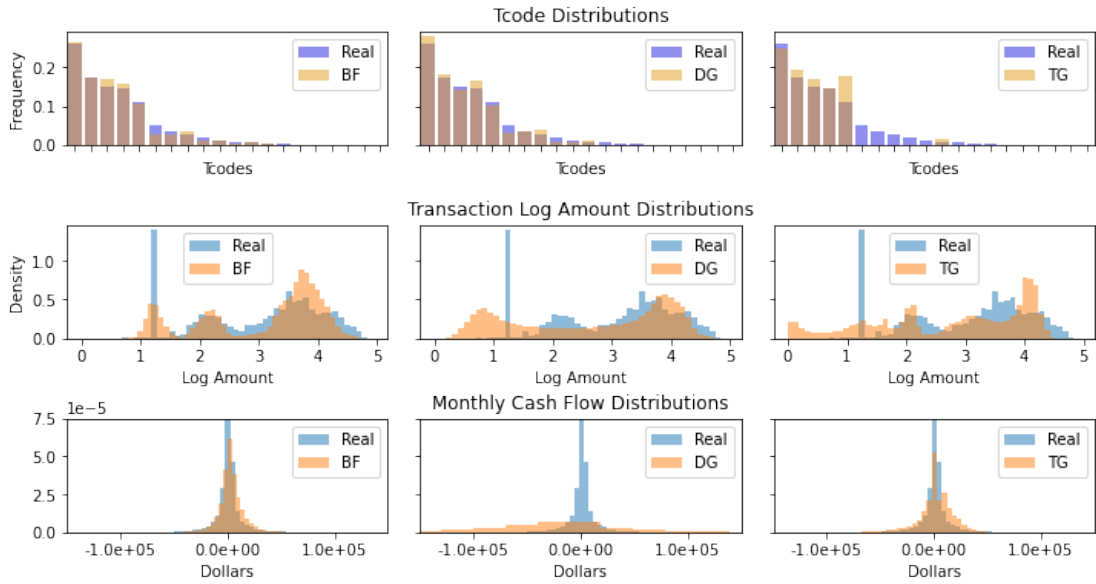 Tcode Distributions
Frequency
0.2
0.1
0.0
Real
BF
Real
DG
Real
TG
Tcodes
Tcodes
Tcodes
Transaction Log Amount Distributions
Density
1.0
0.5
0.0
Real
BF
Real
DG
Real
TG
0 1 2 3 4 5
0 1 2 3 4 5
0 1 2 3 4 5
Log Amount
Log Amount
Log Amount
Monthly Cash Flow Distributions
1e−5
7.5
5.0
2.5
0.0
Real
BF
Real
DG
Real
TG
-1.0e+05 0.0e+00 1.0e+05
-1.0e+05 0.0e+00 1.0e+05
-1.0e+05 0.0e+00 1.0e+05
Dollars
Dollars
Dollars